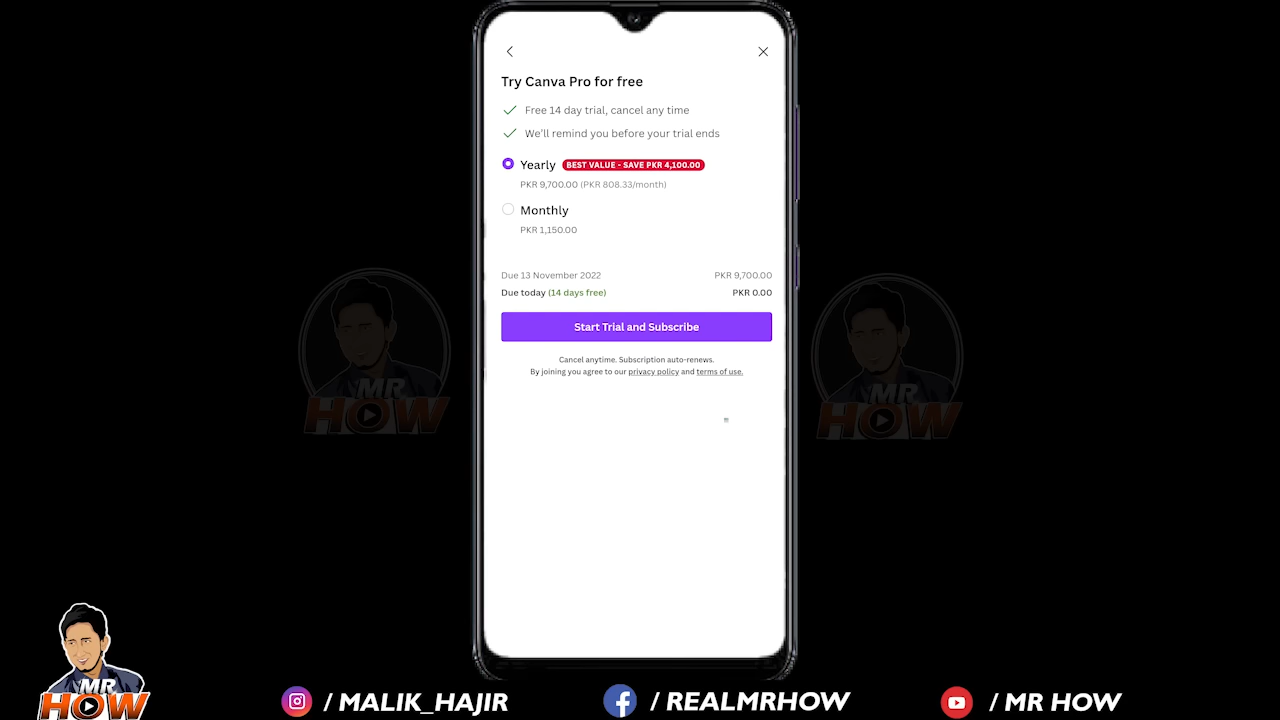 Try Canva Pro for free
Free 14 day trial, cancel any time
We'll remind you before your trial ends
Yearly BEST VALUE - SAVE PKR 4,100.00
PKR 9,700.00 (PKR 808.33/month)
Monthly
PKR 1,150.00
Due 13 November 2022 PKR 9,700.00
Due today (14 days free) PKR 0.00
Start Trial and Subscribe
Cancel anytime. Subscription auto-renews.
By joining you agree to our privacy policy and terms of use.
MR HOW
MR HOW
MR HOW
/ MALIK_HAJIR / REALMRHOW / MR HOW